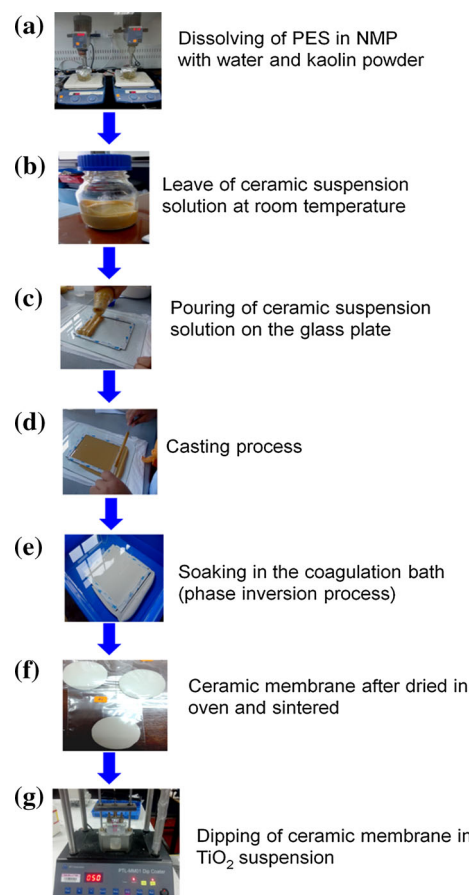 (a)
Dissolving of PES in NMP
with water and kaolin powder
(b)
Leave of ceramic suspension
solution at room temperature
(c)
Pouring of ceramic suspension
solution on the glass plate
(d)
Casting process
(e)
Soaking in the coagulation bath
(phase inversion process)
(f)
Ceramic membrane after dried in
oven and sintered
(g)
Dipping of ceramic membrane in
TiO₂ suspension
050